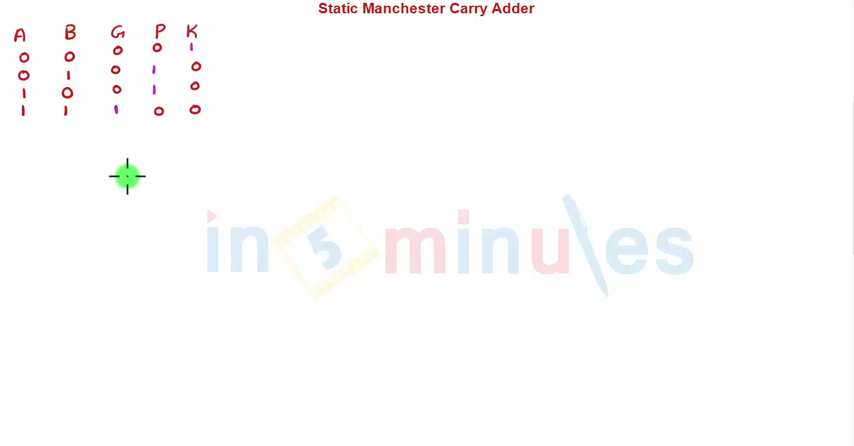 Static Manchester Carry Adder
A B G P K
0 0 0 0 1
0 1 0 1 0
1 0 0 1 0
1 1 1 0 0
in 5 minutes